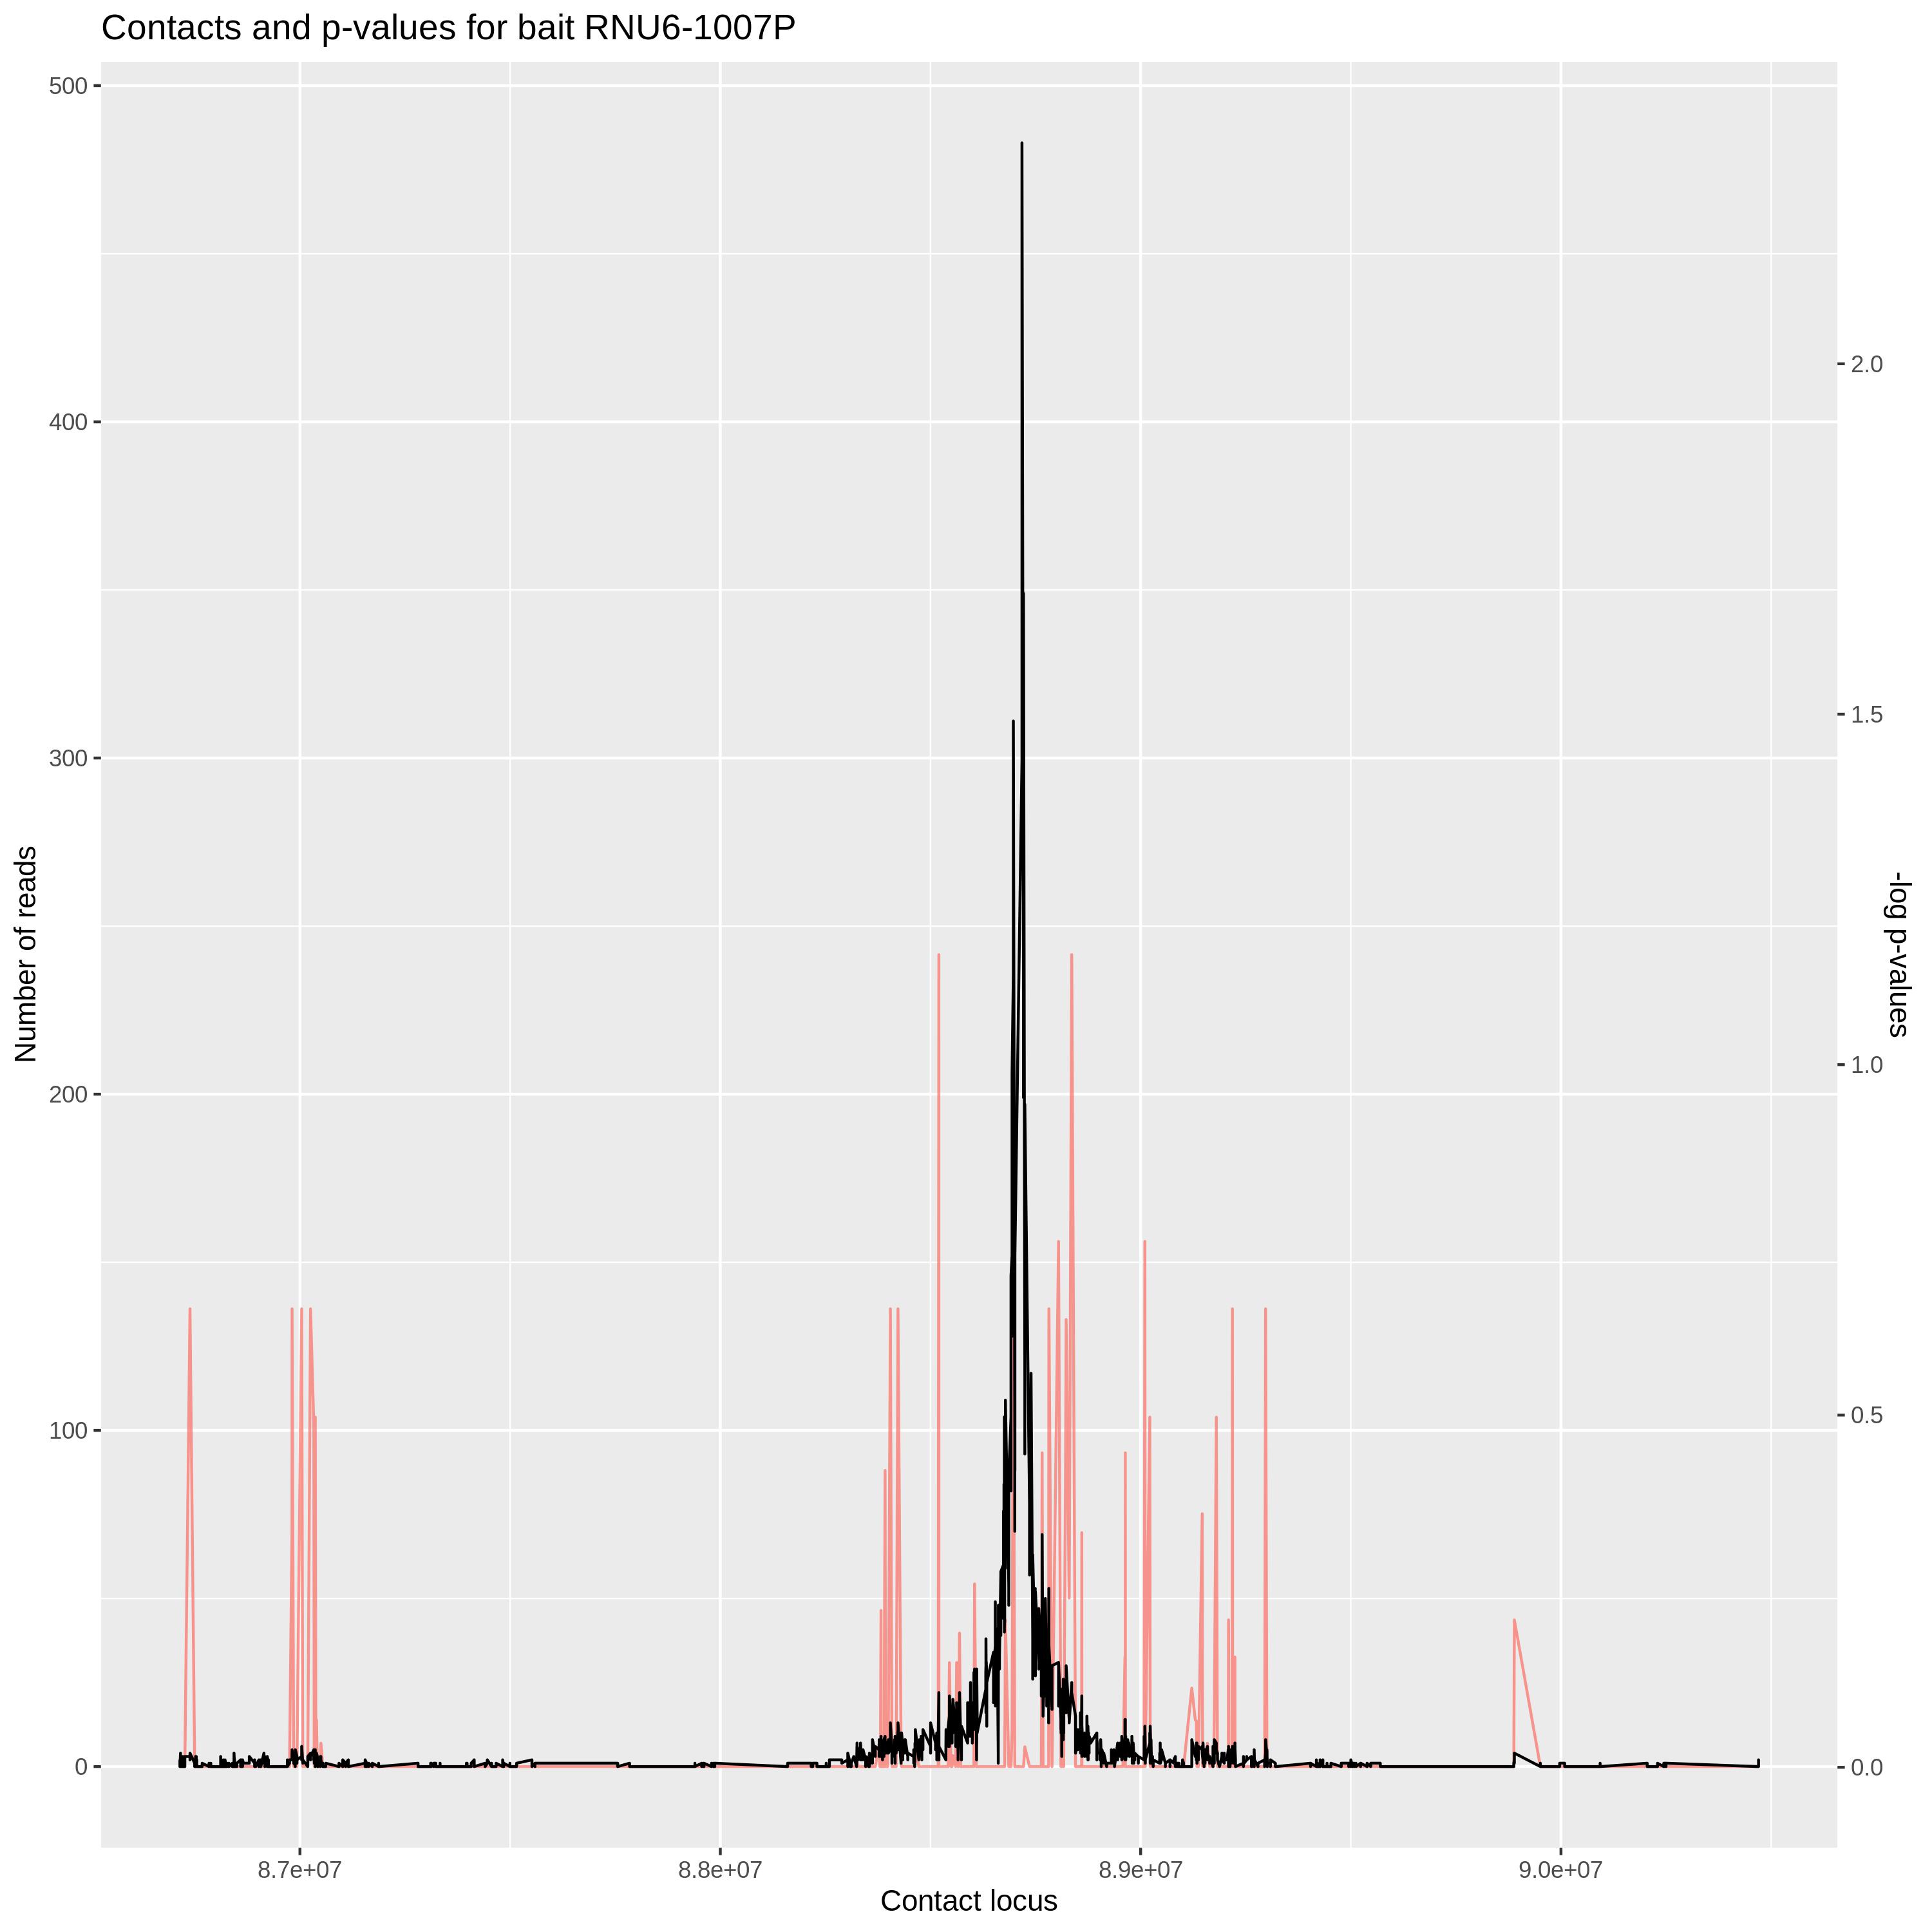 Contacts and p-values for bait RNU6-1007P
500
400
300
200
100
0
Number of reads
2.0
1.5
1.0
0.5
0.0
-log p-values
8.7e+07
8.8e+07
8.9e+07
9.0e+07
Contact locus